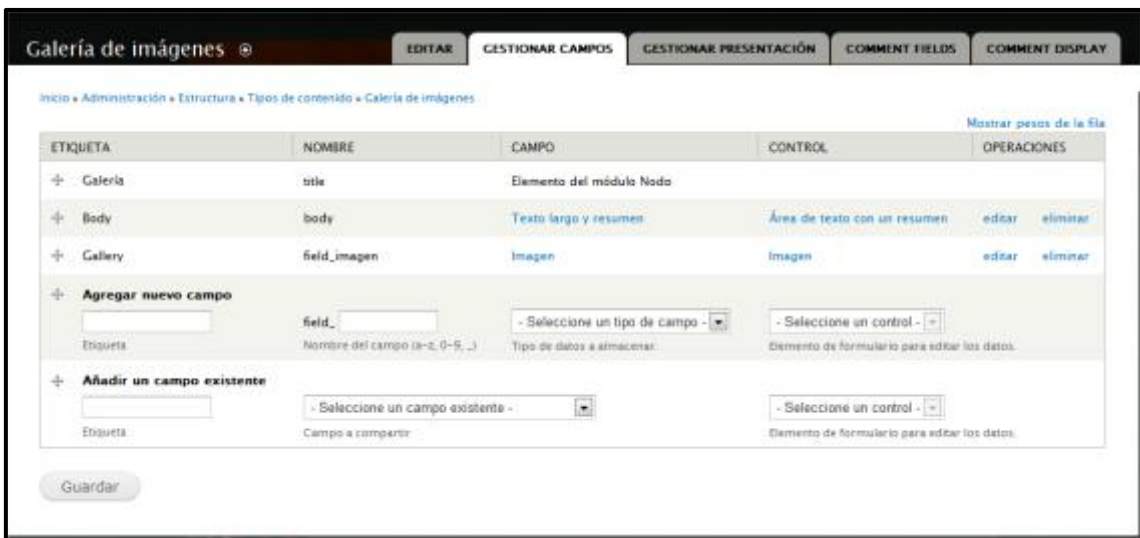 Galería de imágenes
EDITAR GESTIONAR CAMPOS GESTIONAR PRESENTACIÓN COMMENT FIELDS COMMENT DISPLAY
Inicio » Administración » Estructura » Tipos de contenido » Galería de imágenes
Mostrar pesos de la fila
ETIQUETA NOMBRE CAMPO CONTROL OPERACIONES
Galería title Elemento del módulo Nodo
Body body Texto largo y resumen Área de texto con un resumen editar eliminar
Gallery field_imagen Imagen Imagen editar eliminar
Agregar nuevo campo
field_ - Seleccione un tipo de campo - - Seleccione un control -
Etiqueta Nombre del campo (a-z, 0-9, _) Tipo de datos a almacenar. Elemento de formulario para editar los datos.
Añadir un campo existente
- Seleccione un campo existente - - Seleccione un control -
Etiqueta Campo a compartir Elemento de formulario para editar los datos.
Guardar